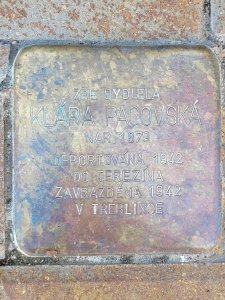 ZDE BYDLELA
KLÁRA PACOVSKÁ
NAR. 1873
DEPORTOVÁNA 1942
DO TEREZÍNA
ZAVRAŽDĚNA 1942
V TREBLINCE